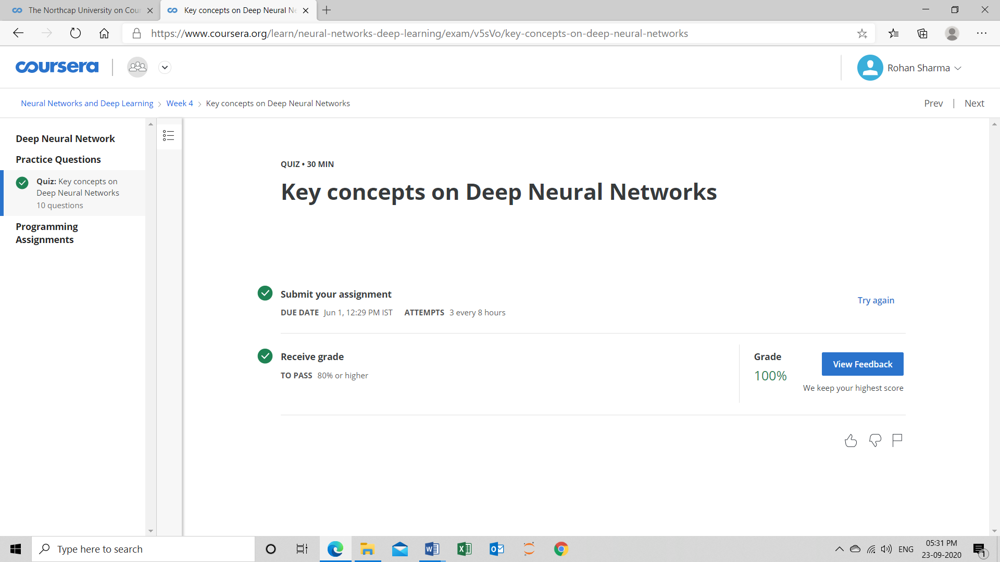 The Northcap University on Cou
Key concepts on Deep Neural Ne
https://www.coursera.org/learn/neural-networks-deep-learning/exam/v5sVo/key-concepts-on-deep-neural-networks
coursera
Rohan Sharma
Neural Networks and Deep Learning > Week 4 > Key concepts on Deep Neural Networks
Prev | Next
Deep Neural Network
Practice Questions
Quiz: Key concepts on
Deep Neural Networks
10 questions
Programming
Assignments
QUIZ • 30 MIN
Key concepts on Deep Neural Networks
Submit your assignment
DUE DATE Jun 1, 12:29 PM IST ATTEMPTS 3 every 8 hours
Try again
Receive grade
TO PASS 80% or higher
Grade
100%
View Feedback
We keep your highest score
Type here to search
ENG
05:31 PM
23-09-2020
1